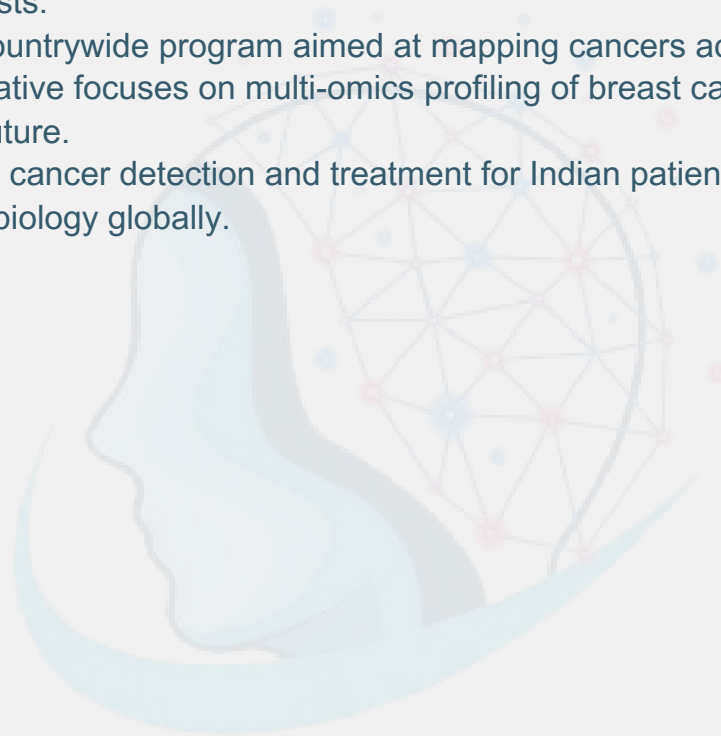 sts.
ountrywide program aimed at mapping cancers ac
ative focuses on multi-omics profiling of breast ca
uture.
cancer detection and treatment for Indian patien
biology globally.